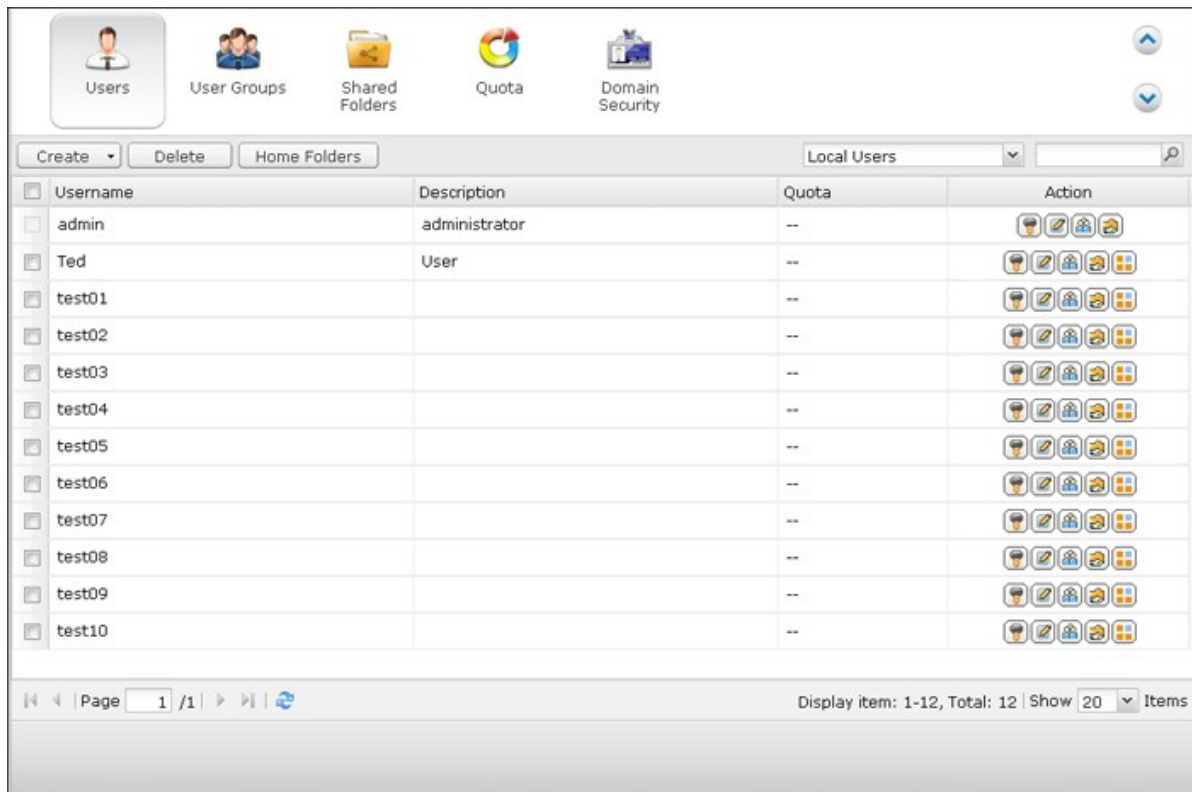 Users
User Groups
Shared
Folders
Quota
Domain
Security
Create
Delete
Home Folders
Local Users
Username Description Quota Action
admin administrator --
Ted User --
test01 --
test02 --
test03 --
test04 --
test05 --
test06 --
test07 --
test08 --
test09 --
test10 --
Page 1 /1 Display item: 1-12, Total: 12 Show 20 Items